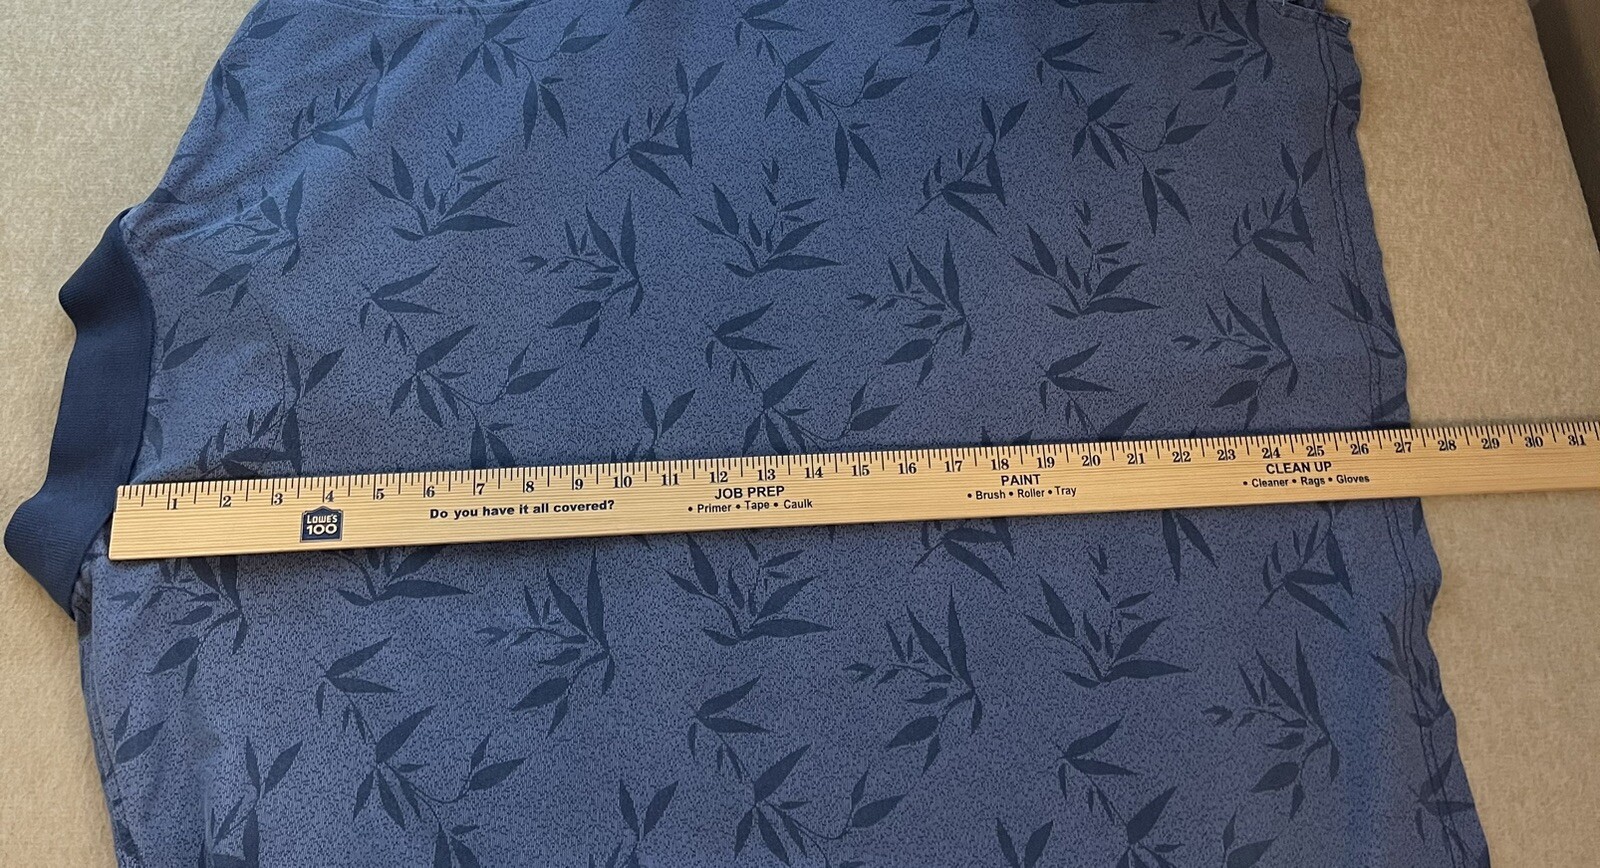 1 2 3 4 5 6 7 8 9 10 11 12 13 14 15 16 17 18 19 20 21 22 23 24 25 26 27 28 29 30 31
LOWE'S
100
Do you have it all covered?
JOB PREP
• Primer • Tape • Caulk
PAINT
• Brush • Roller • Tray
CLEAN UP
• Cleaner • Rags • Gloves